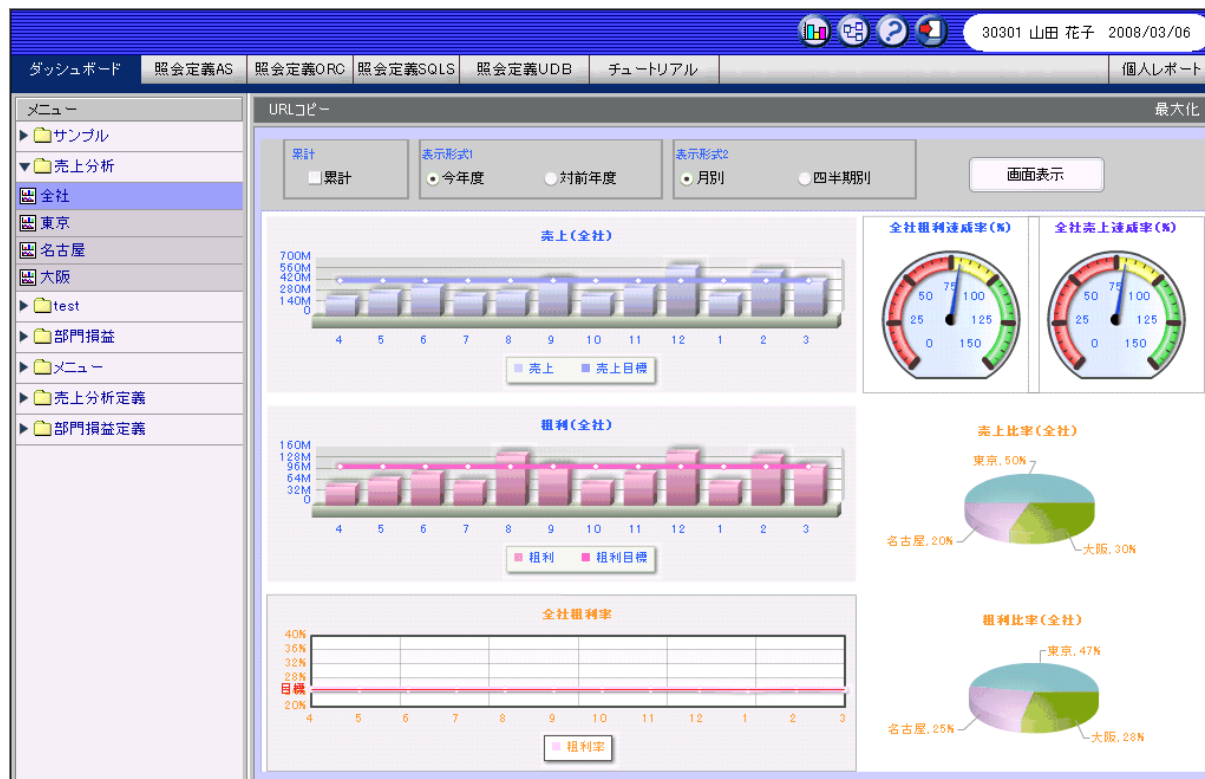 30301 山田 花子 2008/03/06
ダッシュボード 照会定義AS 照会定義ORC 照会定義SQLS 照会定義UDB チュートリアル 個人レポート
メニュー
サンプル
売上分析
全社
東京
名古屋
大阪
test
部門損益
メニュー
売上分析定義
部門損益定義
URLコピー 最大化
累計 表示形式1 表示形式2
累計 今年度 対前年度 月別 四半期別 画面表示
売上(全社)
700M
560M
420M
280M
140M
0
4 5 6 7 8 9 10 11 12 1 2 3
売上 売上目標
全社粗利達成率(%)
0 25 50 75 100 125 150
全社売上達成率(%)
0 25 50 75 100 125 150
粗利(全社)
160M
128M
96M
64M
32M
0
4 5 6 7 8 9 10 11 12 1 2 3
粗利 粗利目標
売上比率(全社)
東京, 50%
名古屋, 20%
大阪, 30%
全社粗利率
40%
36%
32%
28%
目標
20%
4 5 6 7 8 9 10 11 12 1 2 3
粗利率
粗利比率(全社)
東京, 47%
名古屋, 25%
大阪, 28%